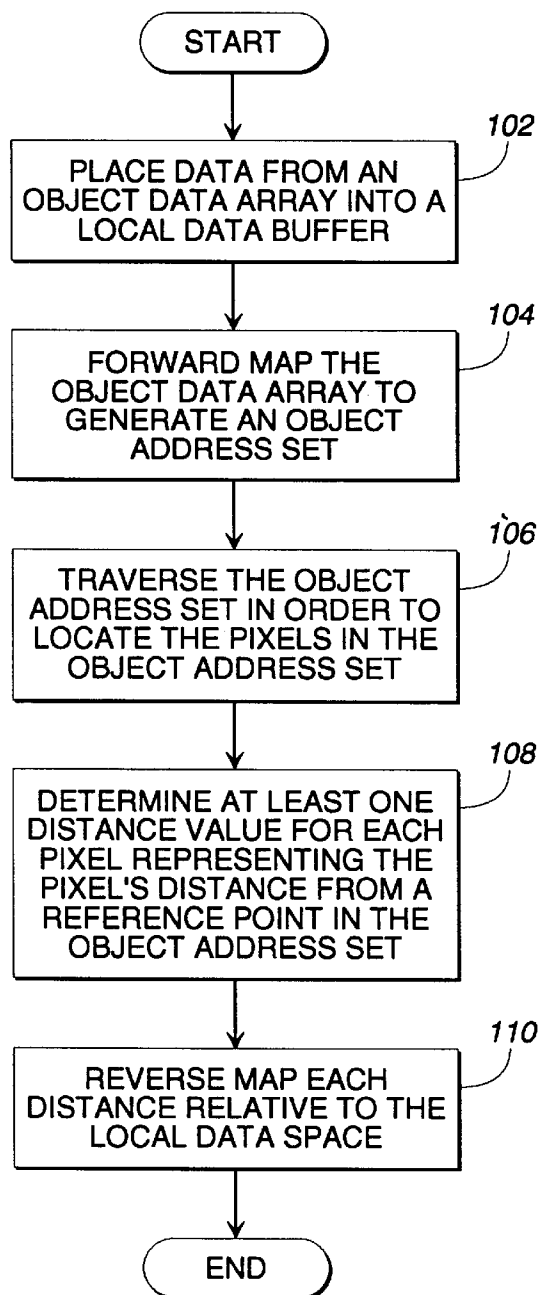 START
102
PLACE DATA FROM AN
OBJECT DATA ARRAY INTO A
LOCAL DATA BUFFER
104
FORWARD MAP THE
OBJECT DATA ARRAY TO
GENERATE AN OBJECT
ADDRESS SET
106
TRAVERSE THE OBJECT
ADDRESS SET IN ORDER TO
LOCATE THE PIXELS IN THE
OBJECT ADDRESS SET
108
DETERMINE AT LEAST ONE
DISTANCE VALUE FOR EACH
PIXEL REPRESENTING THE
PIXEL'S DISTANCE FROM A
REFERENCE POINT IN THE
OBJECT ADDRESS SET
110
REVERSE MAP EACH
DISTANCE RELATIVE TO THE
LOCAL DATA SPACE
END